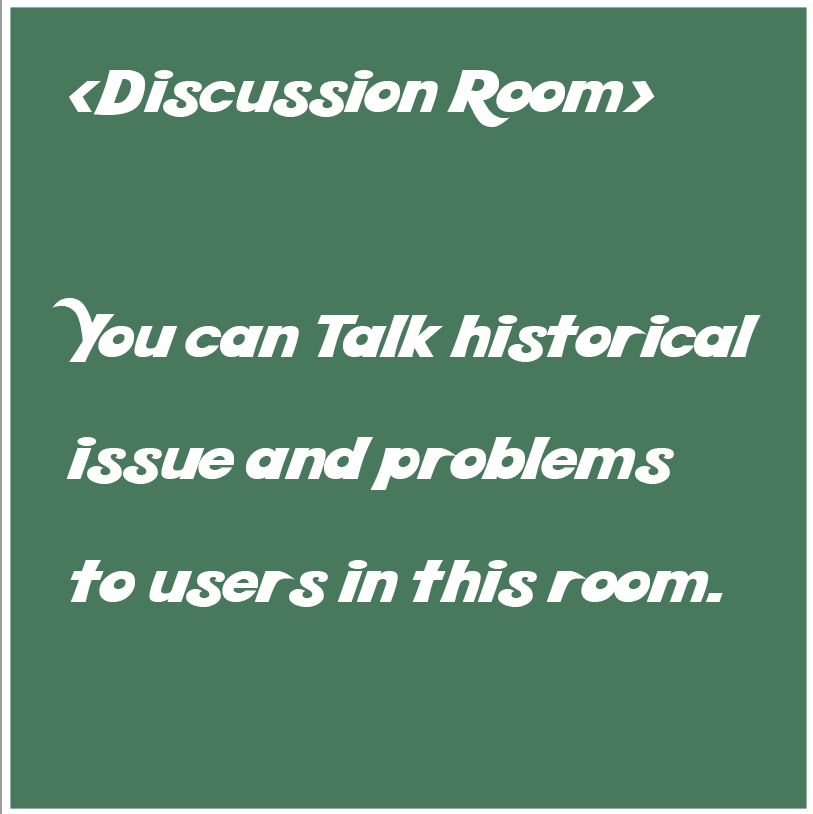 <Discussion Room>
You can Talk historical
issue and problems
to users in this room.